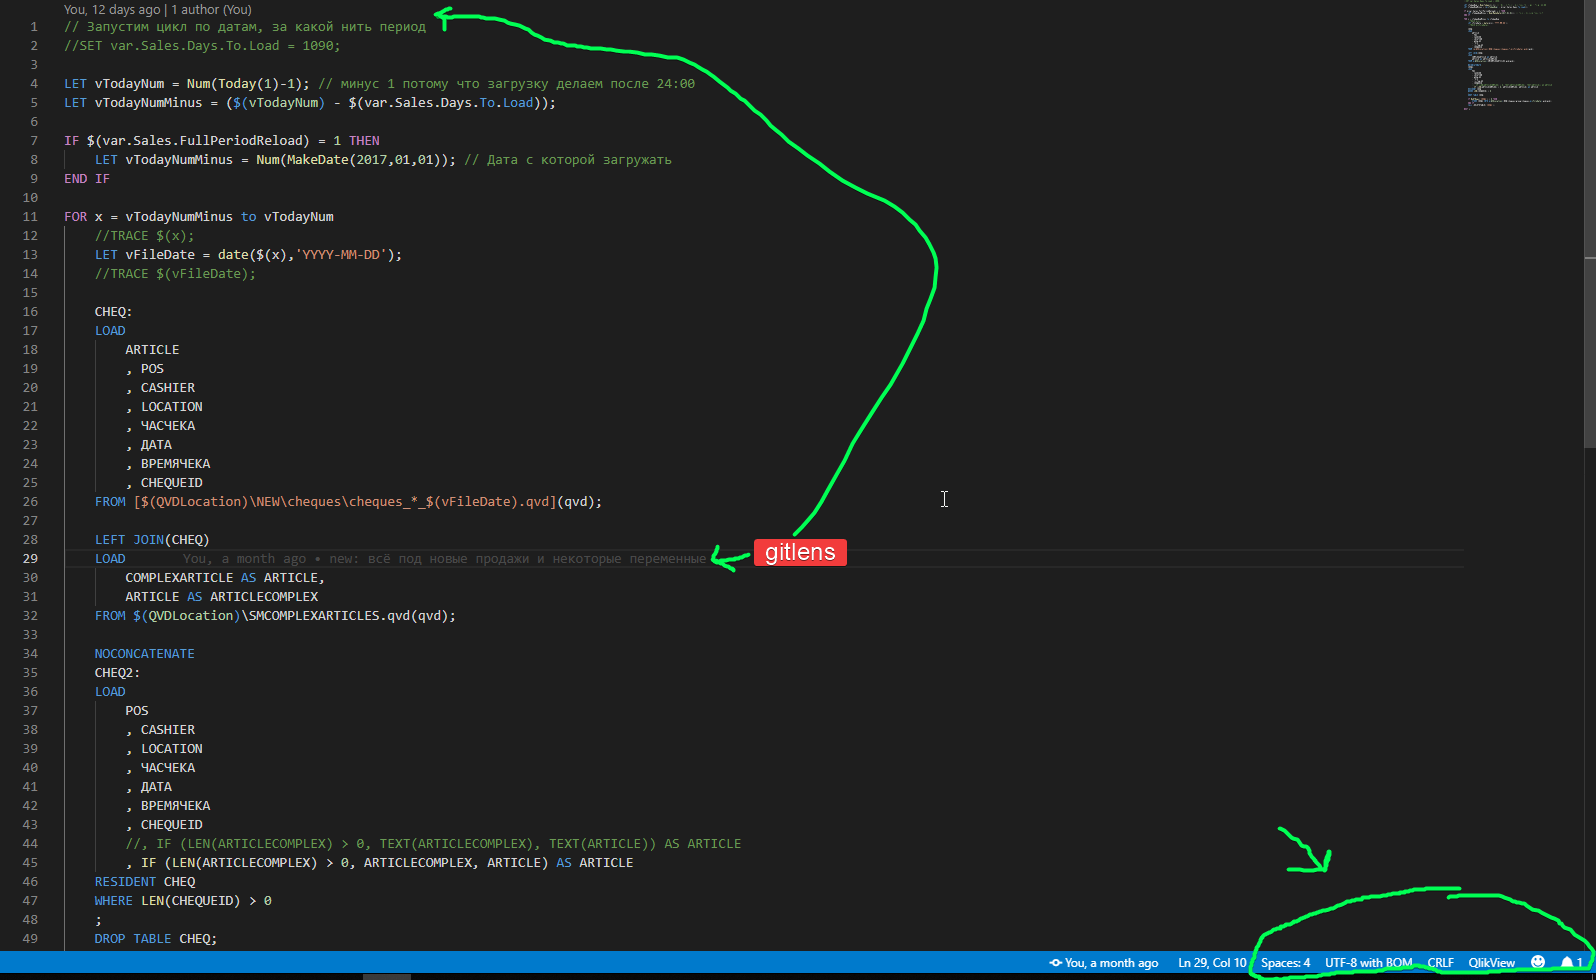 You, 12 days ago | 1 author (You)
1 // Запустим цикл по датам, за какой нить период
2 //SET var.Sales.Days.To.Load = 1090;
3
4 LET vTodayNum = Num(Today(1)-1); // минус 1 потому что загрузку делаем после 24:00
5 LET vTodayNumMinus = ($(vTodayNum) - $(var.Sales.Days.To.Load));
6
7 IF $(var.Sales.FullPeriodReload) = 1 THEN
8 LET vTodayNumMinus = Num(MakeDate(2017,01,01)); // Дата с которой загружать
9 END IF
10
11 FOR x = vTodayNumMinus to vTodayNum
12 //TRACE $(x);
13 LET vFileDate = date($(x),'YYYY-MM-DD');
14 //TRACE $(vFileDate);
15
16 CHEQ:
17 LOAD
18 ARTICLE
19 , POS
20 , CASHIER
21 , LOCATION
22 , ЧАСЧЕКА
23 , ДАТА
24 , ВРЕМЯЧЕКА
25 , CHEQUEID
26 FROM [$(QVDLocation)\NEW\cheques\cheques_*_$(vFileDate).qvd](qvd);
27
28 LEFT JOIN(CHEQ)
29 LOAD You, a month ago • new: всё под новые продажи и некоторые переменные
gitlens
30 COMPLEXARTICLE AS ARTICLE,
31 ARTICLE AS ARTICLECOMPLEX
32 FROM $(QVDLocation)\SMCOMPLEXARTICLES.qvd(qvd);
33
34 NOCONCATENATE
35 CHEQ2:
36 LOAD
37 POS
38 , CASHIER
39 , LOCATION
40 , ЧАСЧЕКА
41 , ДАТА
42 , ВРЕМЯЧЕКА
43 , CHEQUEID
44 //, IF (LEN(ARTICLECOMPLEX) > 0, TEXT(ARTICLECOMPLEX), TEXT(ARTICLE)) AS ARTICLE
45 , IF (LEN(ARTICLECOMPLEX) > 0, ARTICLECOMPLEX, ARTICLE) AS ARTICLE
46 RESIDENT CHEQ
47 WHERE LEN(CHEQUEID) > 0
48 ;
49 DROP TABLE CHEQ;
You, a month ago Ln 29, Col 10 Spaces: 4 UTF-8 with BOM CRLF QlikView 1